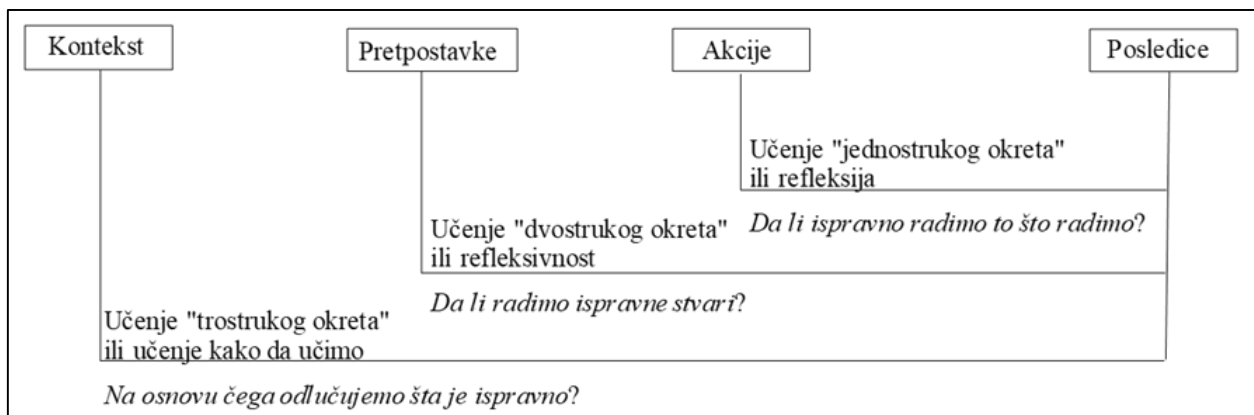 Kontekst
Pretpostavke
Akcije
Posledice
Učenje "jednostrukog okreta"
ili refleksija
Da li ispravno radimo to što radimo?
Učenje "dvostrukog okreta"
ili refleksivnost
Da li radimo ispravne stvari?
Učenje "trostrukog okreta"
ili učenje kako da učimo
Na osnovu čega odlučujemo šta je ispravno?